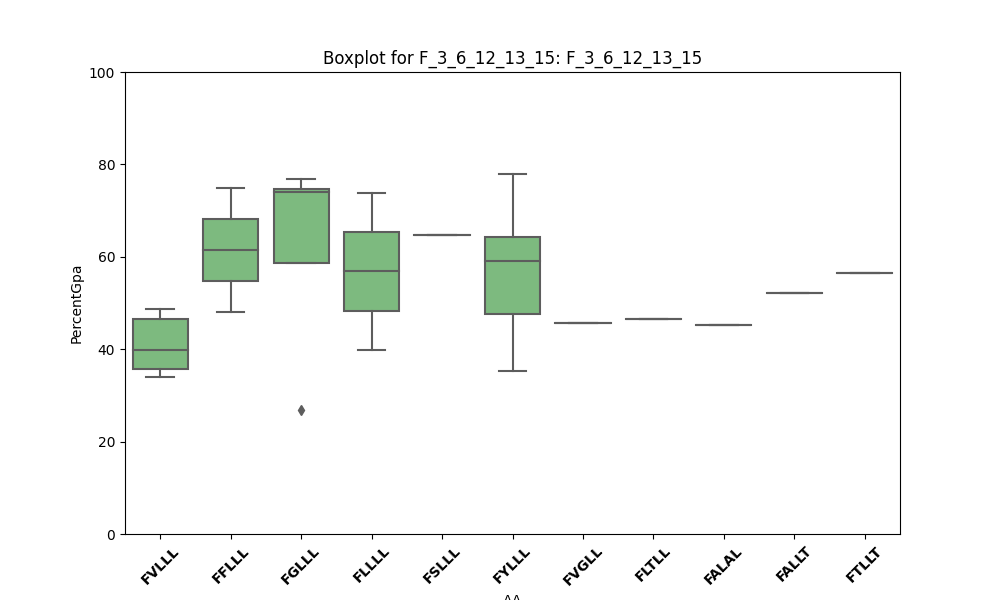 Boxplot for F_3_6_12_13_15: F_3_6_12_13_15
100
80
60
40
20
0
PercentGpa
FVLLL
FFLLL
FGLLL
FLLLL
FSLLL
FYLLL
FVGLL
FLTLL
FALAL
FALLT
FTLLT
AA